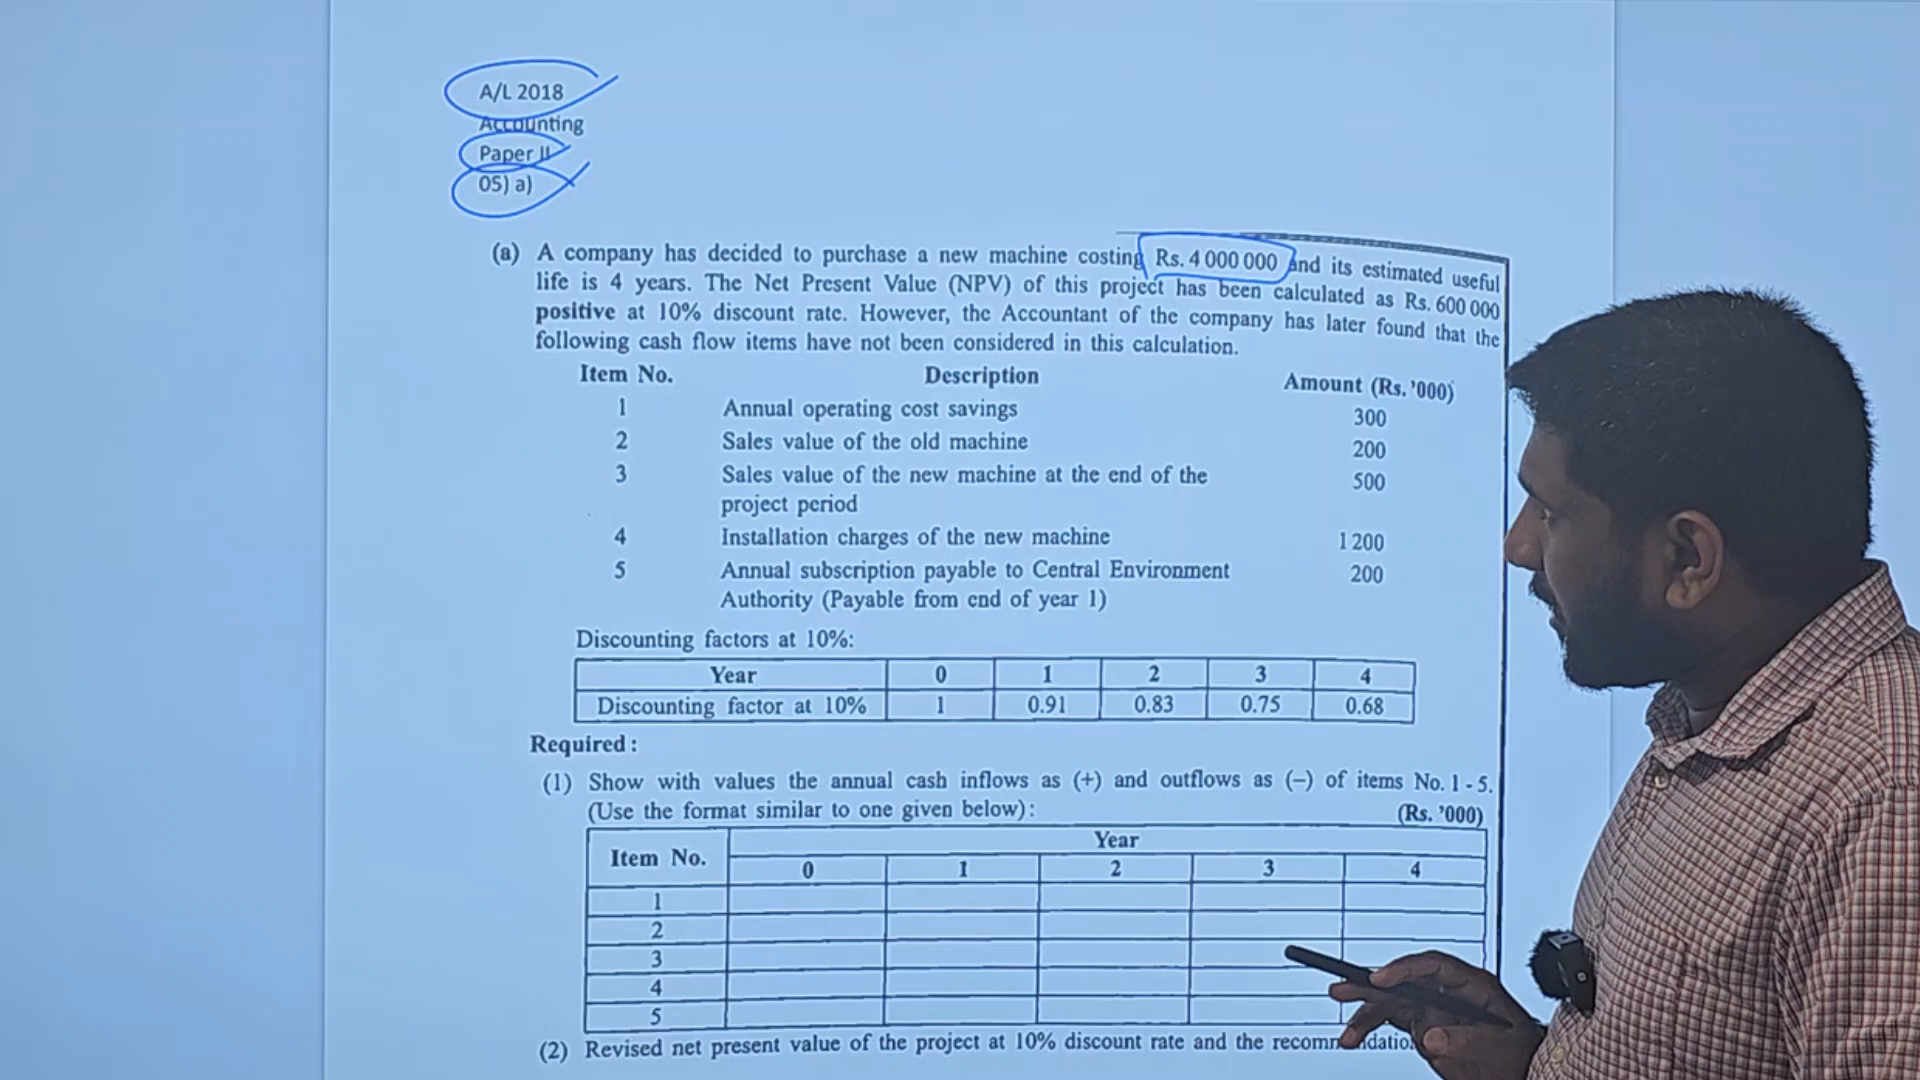 A/L 2018
Accounting
Paper II
05) a)
(a) A company has decided to purchase a new machine costing Rs. 4 000 000 and its estimated useful
life is 4 years. The Net Present Value (NPV) of this project has been calculated as Rs. 600 000
positive at 10% discount rate. However, the Accountant of the company has later found that the
following cash flow items have not been considered in this calculation.
Item No. Description Amount (Rs. '000)
1 Annual operating cost savings 300
2 Sales value of the old machine 200
3 Sales value of the new machine at the end of the 500
project period
4 Installation charges of the new machine 1 200
5 Annual subscription payable to Central Environment 200
Authority (Payable from end of year 1)
Discounting factors at 10%:
Year 0 1 2 3 4
Discounting factor at 10% 1 0.91 0.83 0.75 0.68
Required :
(1) Show with values the annual cash inflows as (+) and outflows as (−) of items No. 1 - 5.
(Use the format similar to one given below) : (Rs. '000)
Year
Item No.
0 1 2 3 4
1
2
3
4
5
(2) Revised net present value of the project at 10% discount rate and the